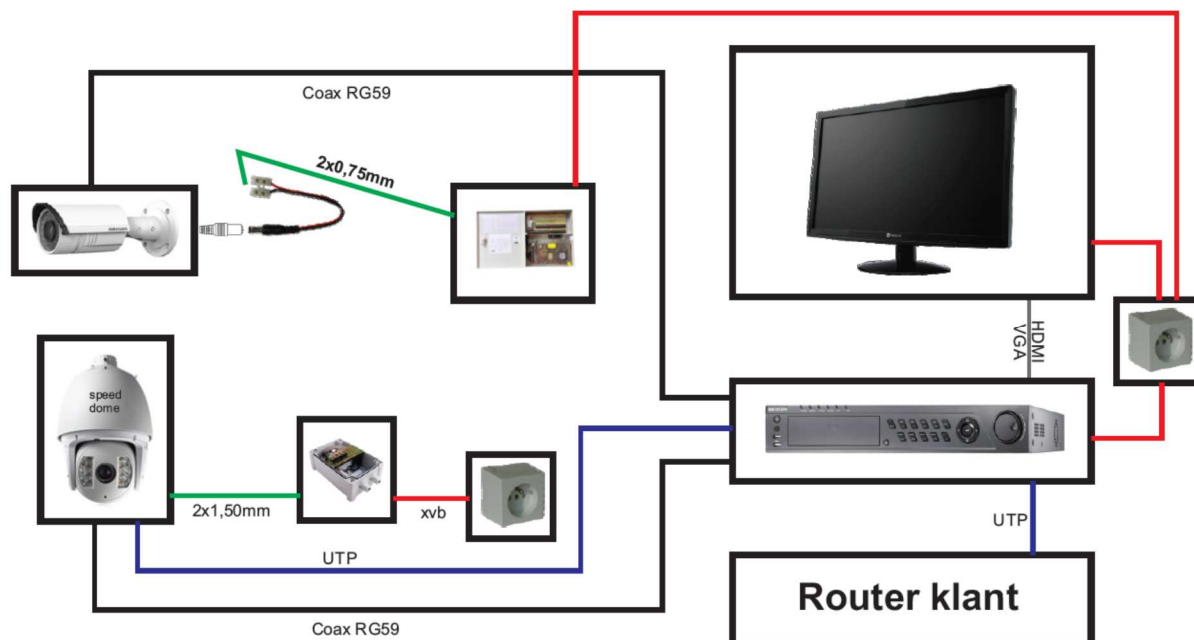 Coax RG59
2x0,75mm
HDMI
VGA
speed
dome
2x1,50mm
xvb
UTP
UTP
Router klant
Coax RG59